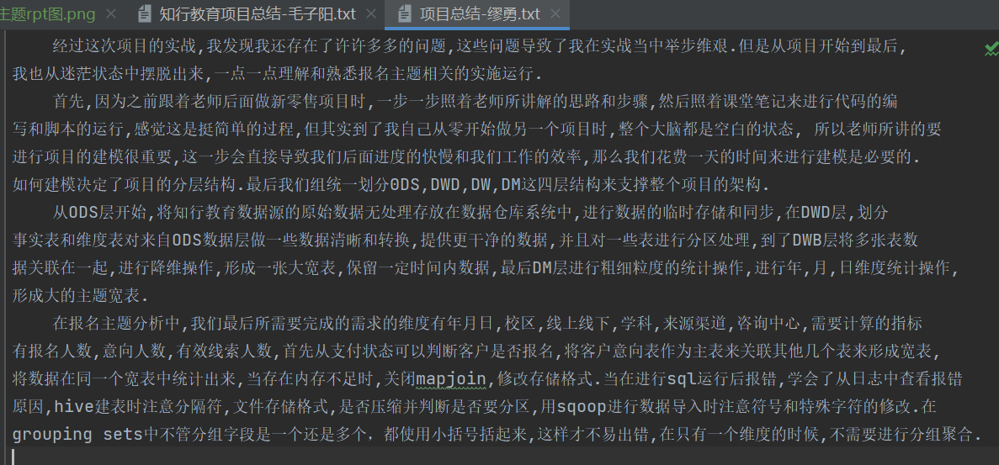 主题rpt图.png 知行教育项目总结-毛子阳.txt 项目总结-缪勇.txt
经过这次项目的实战,我发现我还存在了许许多多的问题,这些问题导致了我在实战当中举步维艰.但是从项目开始到最后,
我也从迷茫状态中摆脱出来,一点一点理解和熟悉报名主题相关的实施运行.
首先,因为之前跟着老师后面做新零售项目时,一步一步照着老师所讲解的思路和步骤,然后照着课堂笔记来进行代码的编
写和脚本的运行,感觉这是挺简单的过程,但其实到了我自己从零开始做另一个项目时,整个大脑都是空白的状态, 所以老师所讲的要
进行项目的建模很重要,这一步会直接导致我们后面进度的快慢和我们工作的效率,那么我们花费一天的时间来进行建模是必要的.
如何建模决定了项目的分层结构.最后我们组统一划分ODS,DWD,DW,DM这四层结构来支撑整个项目的架构.
从ODS层开始,将知行教育数据源的原始数据无处理存放在数据仓库系统中,进行数据的临时存储和同步,在DWD层,划分
事实表和维度表对来自ODS数据层做一些数据清晰和转换,提供更干净的数据,并且对一些表进行分区处理,到了DWB层将多张表数
据关联在一起,进行降维操作,形成一张大宽表,保留一定时间内数据,最后DM层进行粗细粒度的统计操作,进行年,月,日维度统计操作,
形成大的主题宽表.
在报名主题分析中,我们最后所需要完成的需求的维度有年月日,校区,线上线下,学科,来源渠道,咨询中心,需要计算的指标
有报名人数,意向人数,有效线索人数,首先从支付状态可以判断客户是否报名,将客户意向表作为主表来关联其他几个表来形成宽表,
将数据在同一个宽表中统计出来,当存在内存不足时,关闭mapjoin,修改存储格式.当在进行sql运行后报错,学会了从日志中查看报错
原因,hive建表时注意分隔符,文件存储格式,是否压缩并判断是否要分区,用sqoop进行数据导入时注意符号和特殊字符的修改.在
grouping sets中不管分组字段是一个还是多个，都使用小括号括起来,这样才不易出错,在只有一个维度的时候,不需要进行分组聚合.